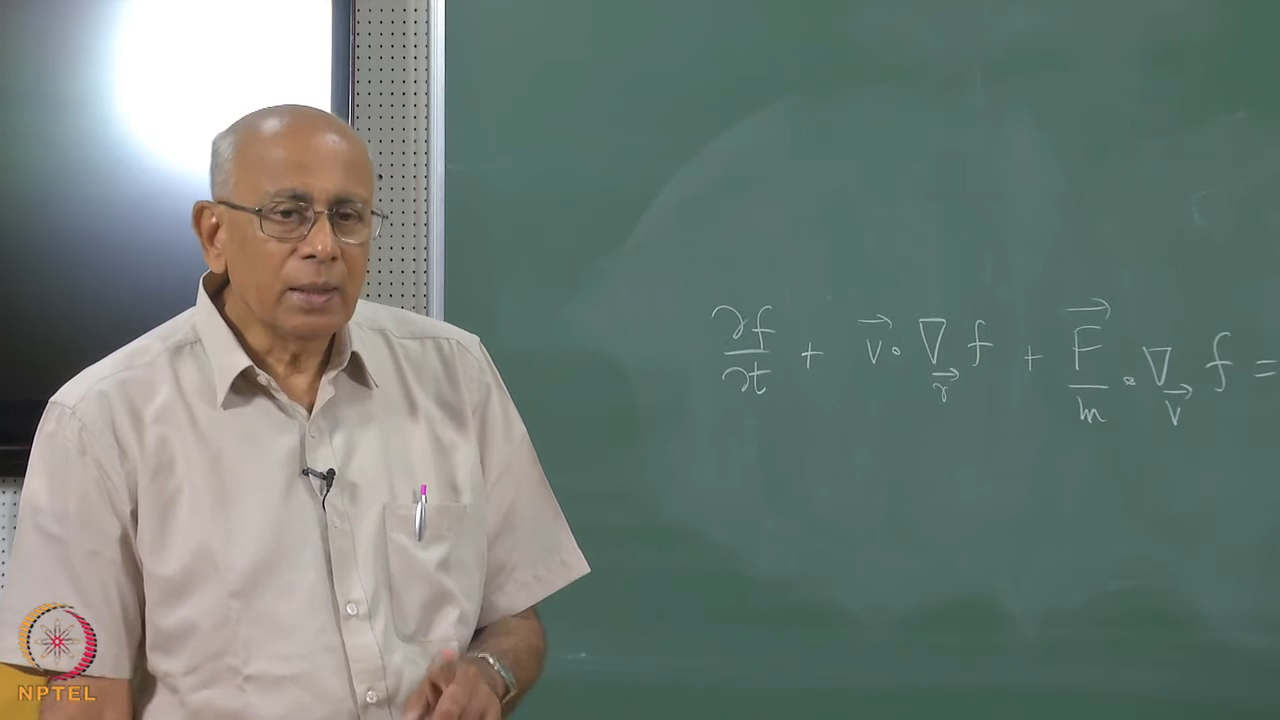 ∂f/∂t + v⃗ · ∇_r⃗ f + F⃗/m · ∇_v⃗ f =
NPTEL